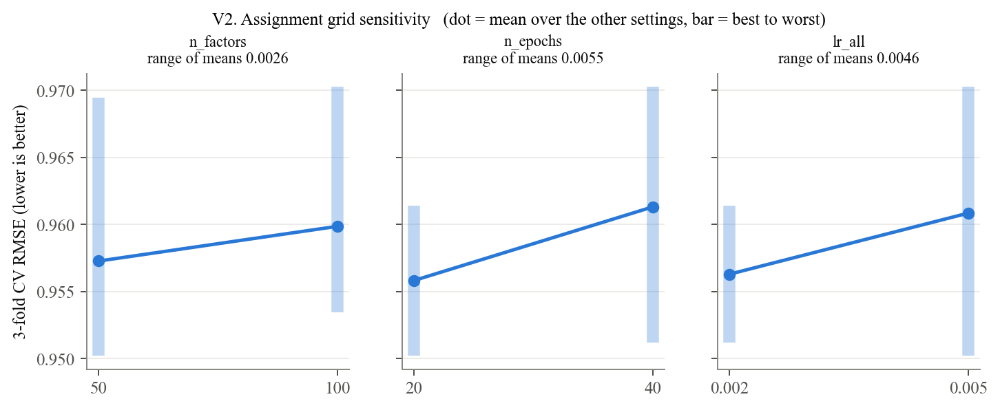 V2. Assignment grid sensitivity   (dot = mean over the other settings, bar = best to worst)
n_factors
range of means 0.0026
n_epochs
range of means 0.0055
lr_all
range of means 0.0046
3-fold CV RMSE (lower is better)
0.970
0.965
0.960
0.955
0.950
50
100
20
40
0.002
0.005